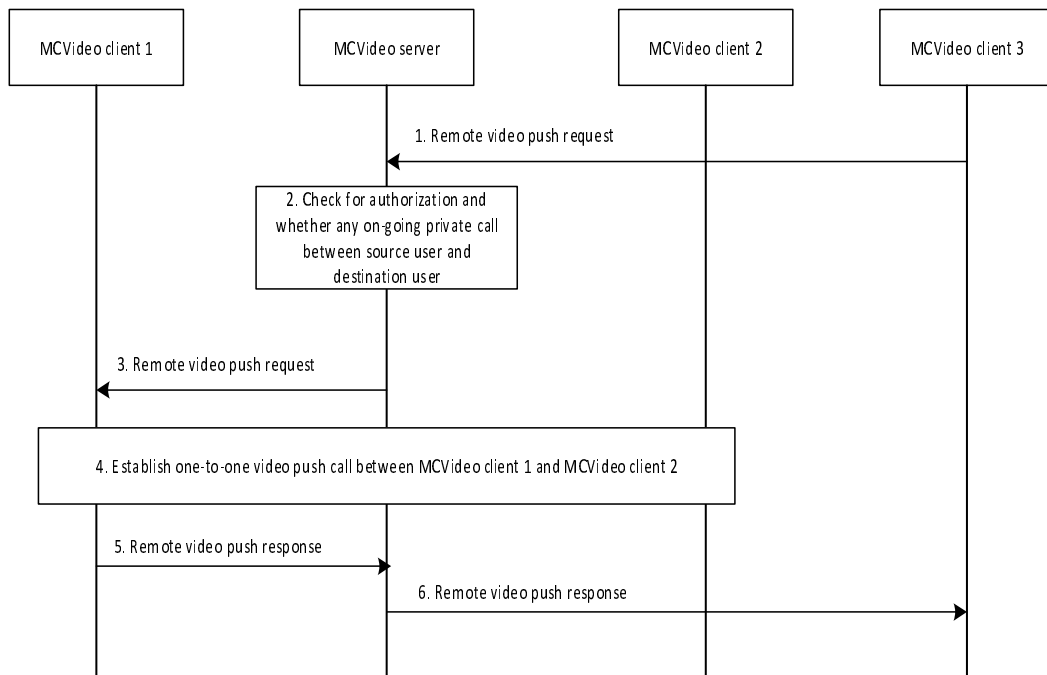 MCVideo client 1
MCVideo server
MCVideo client 2
MCVideo client 3
1. Remote video push request
2. Check for authorization and
whether any on-going private call
between source user and
destination user
3. Remote video push request
4. Establish one-to-one video push call between MCVideo client 1 and MCVideo client 2
5. Remote video push response
6. Remote video push response